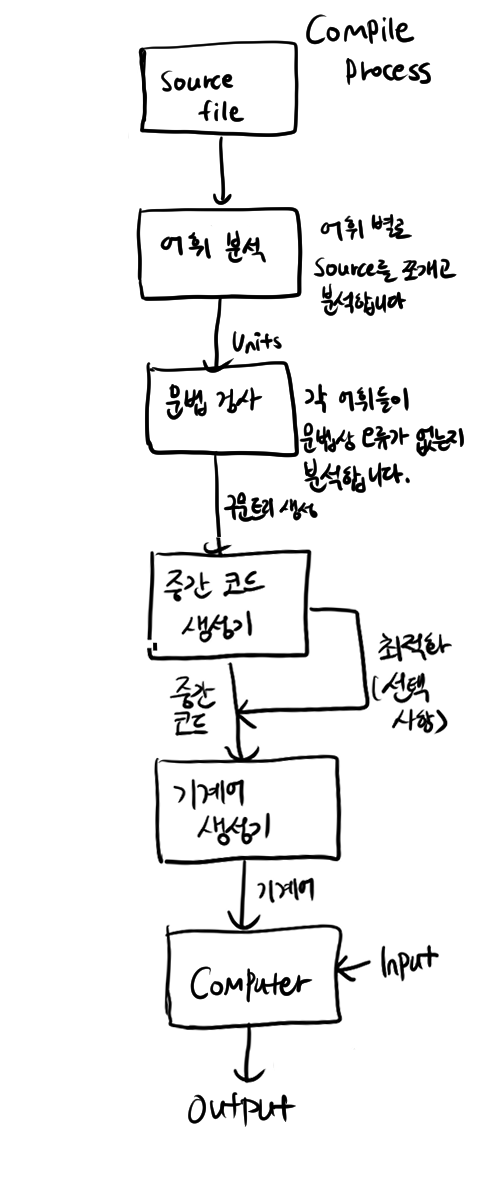 Compile
Process
Source
file
어휘 분석
어휘 별로
Source를 쪼개고
분석합니다
Units
문법 검사
각 어휘들이
문법상 오류가 없는지
분석합니다.
구문트리 생성
중간 코드
생성기
최적화
(선택
사항)
중간
코드
기계어
생성기
기계어
Computer
Input
Output